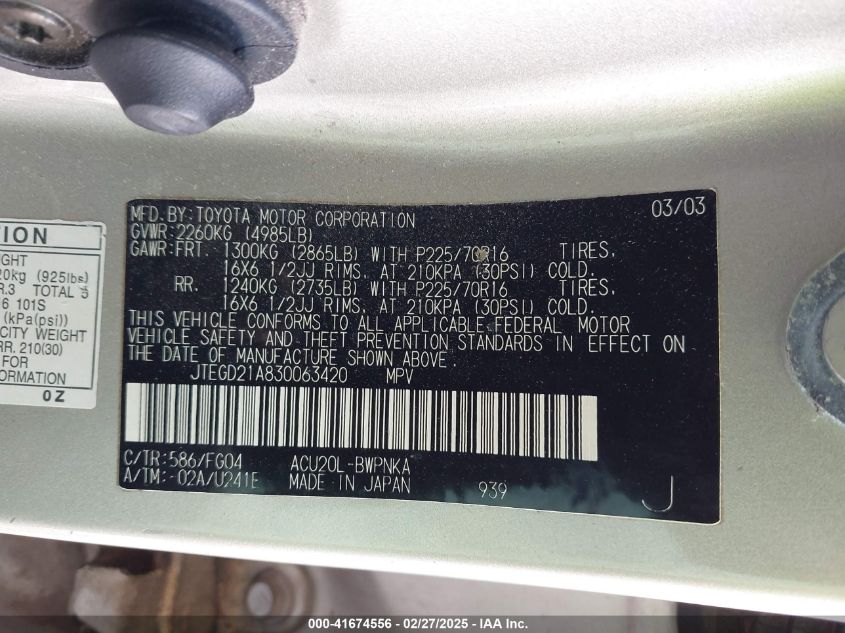 MFD. BY: TOYOTA MOTOR CORPORATION 03/03
GVWR: 2260KG (4985LB)
GAWR: FRT. 1300KG (2865LB) WITH P225/70R16 TIRES,
16X6 1/2JJ RIMS, AT 210KPA (30PSI) COLD.
RR. 1240KG (2735LB) WITH P225/70R16 TIRES,
16X6 1/2JJ RIMS, AT 210KPA (30PSI) COLD.
THIS VEHICLE CONFORMS TO ALL APPLICABLE FEDERAL MOTOR
VEHICLE SAFETY AND THEFT PREVENTION STANDARDS IN EFFECT ON
THE DATE OF MANUFACTURE SHOWN ABOVE.
JTEGD21A830063420 MPV
C/TR: 586/FG04 ACU20L-BWPNKA
A/TM: -02A/U241E MADE IN JAPAN 939 J
TION
IGHT
20kg (925lbs)
R.3 TOTAL 5
6 101S
(kPa(psi))
CITY WEIGHT
RR. 210(30)
FOR
ORMATION
OZ
000-41674556 - 02/27/2025 - IAA Inc.